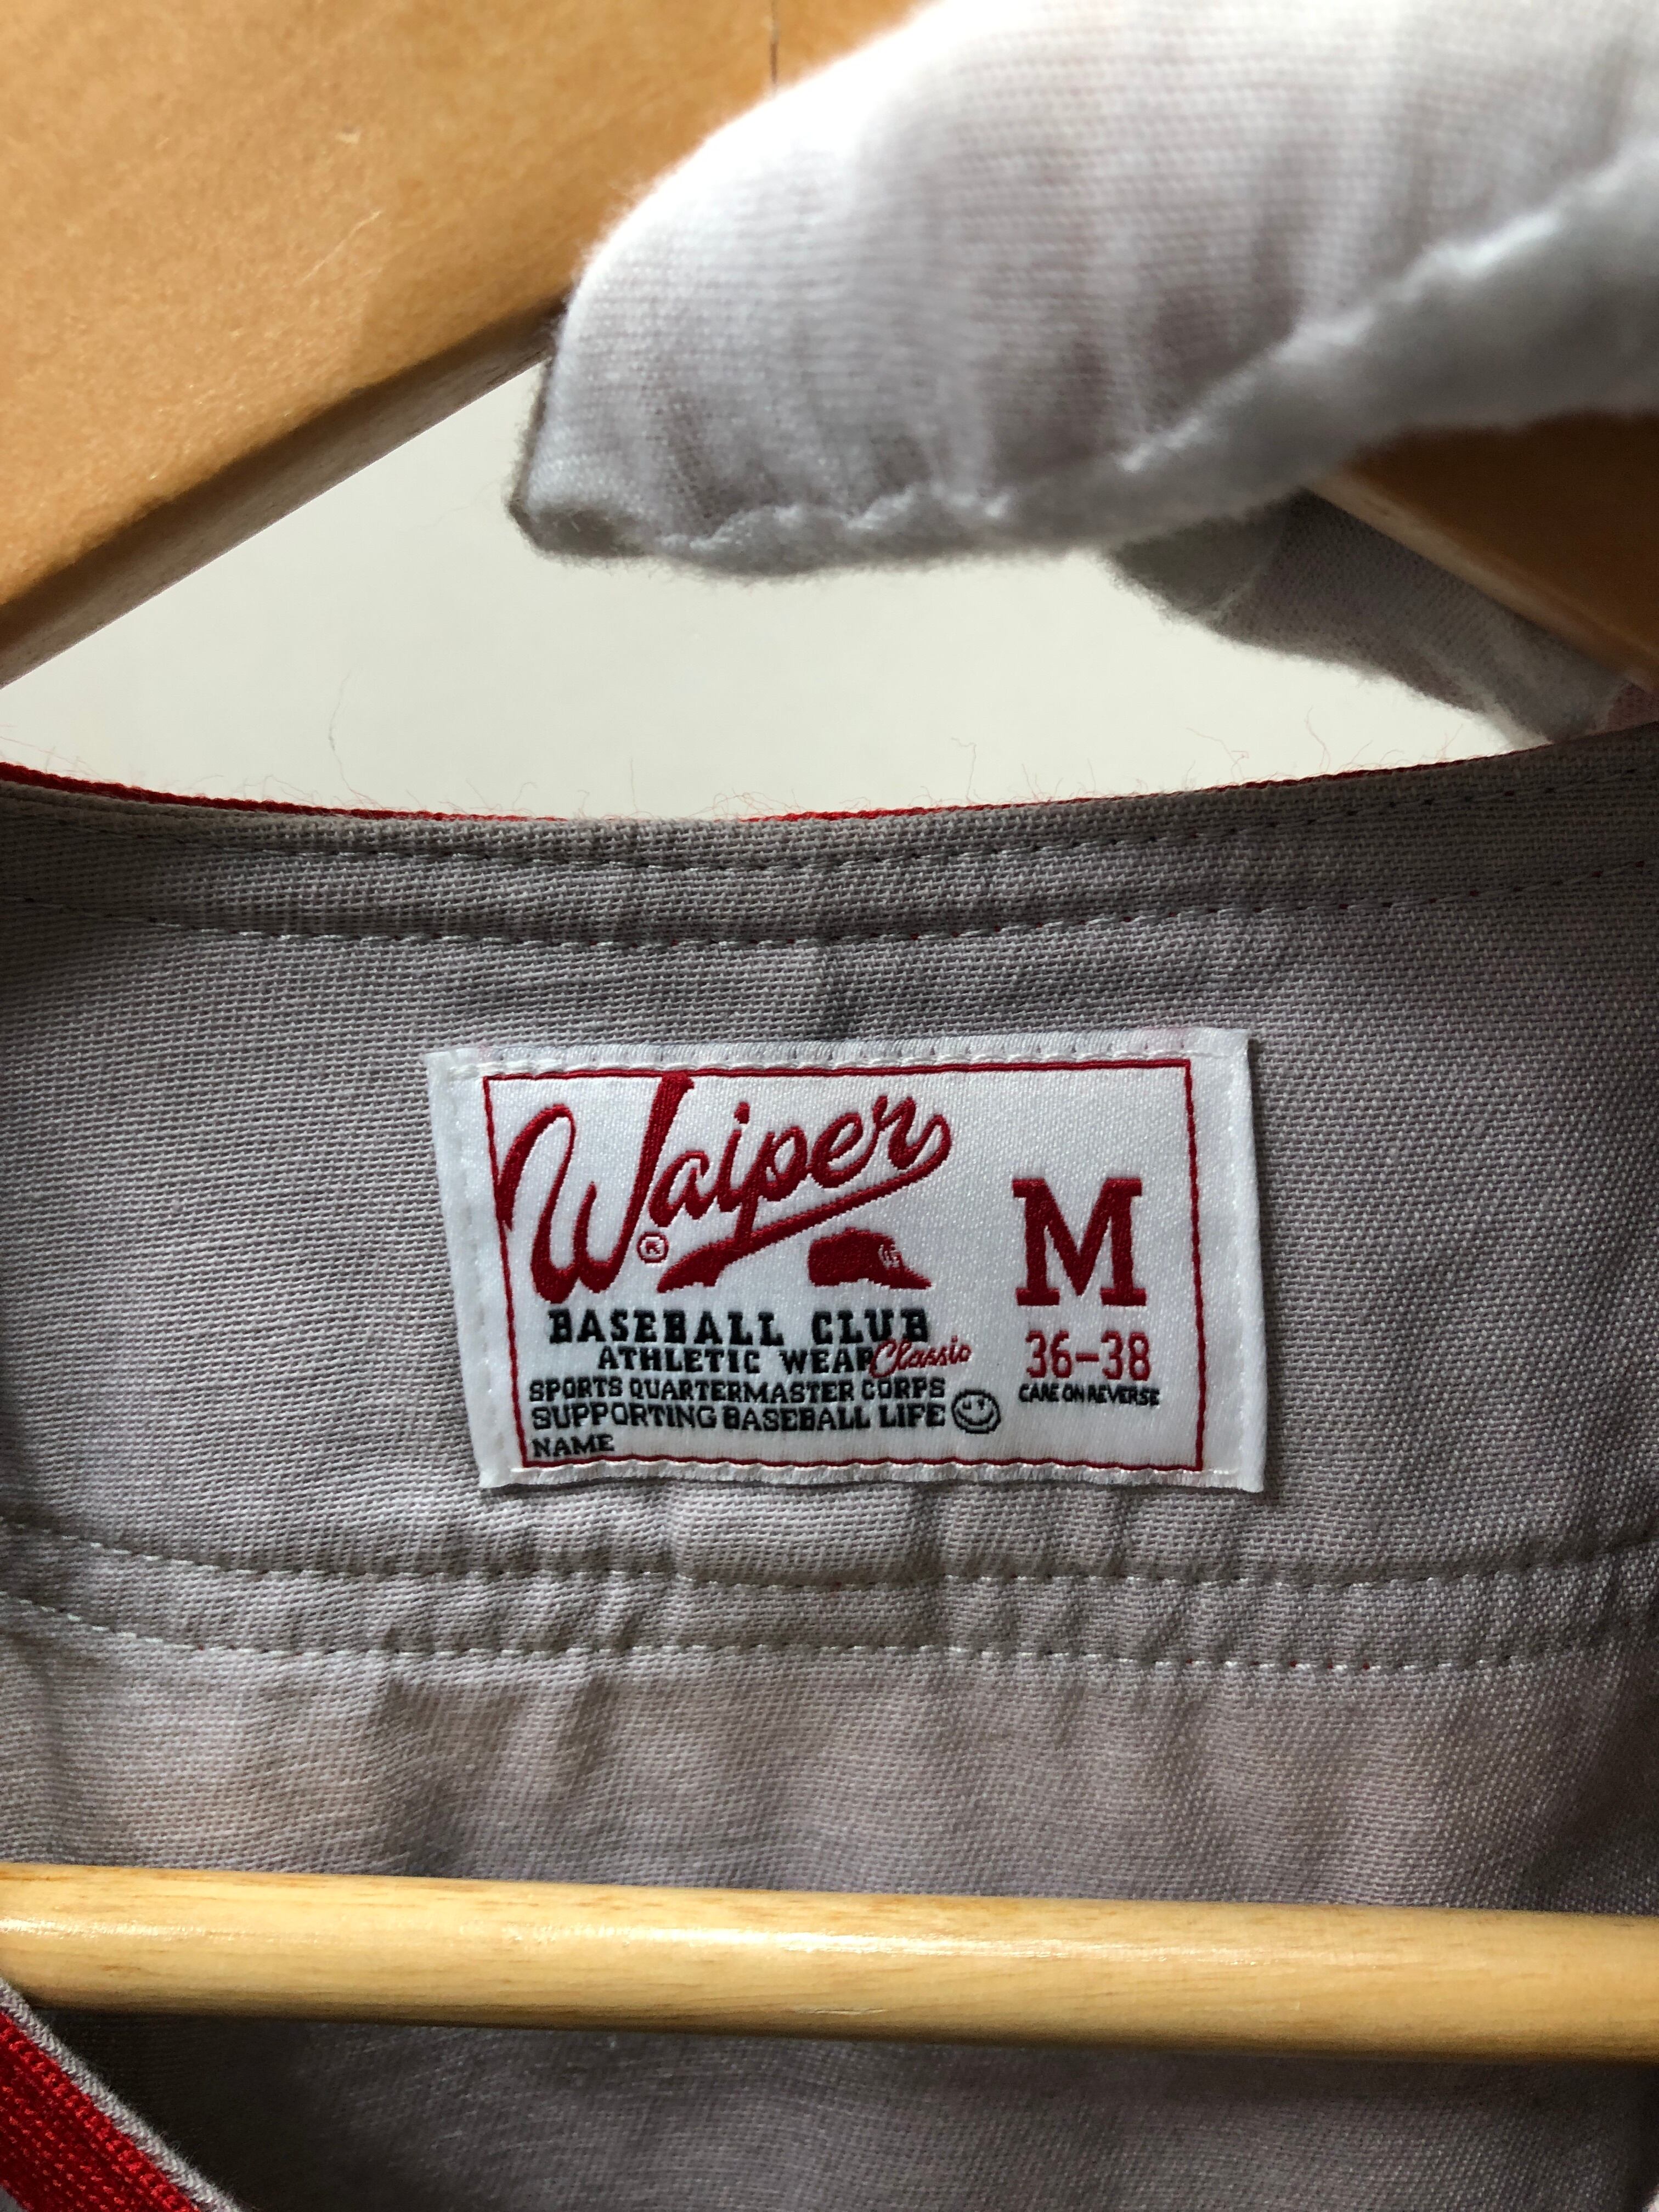 Waiper
®
BASEBALL CLUB
ATHLETIC WEAR Classic
SPORTS QUARTERMASTER CORPS
SUPPORTING BASEBALL LIFE
NAME
M
36-38
CARE ON REVERSE